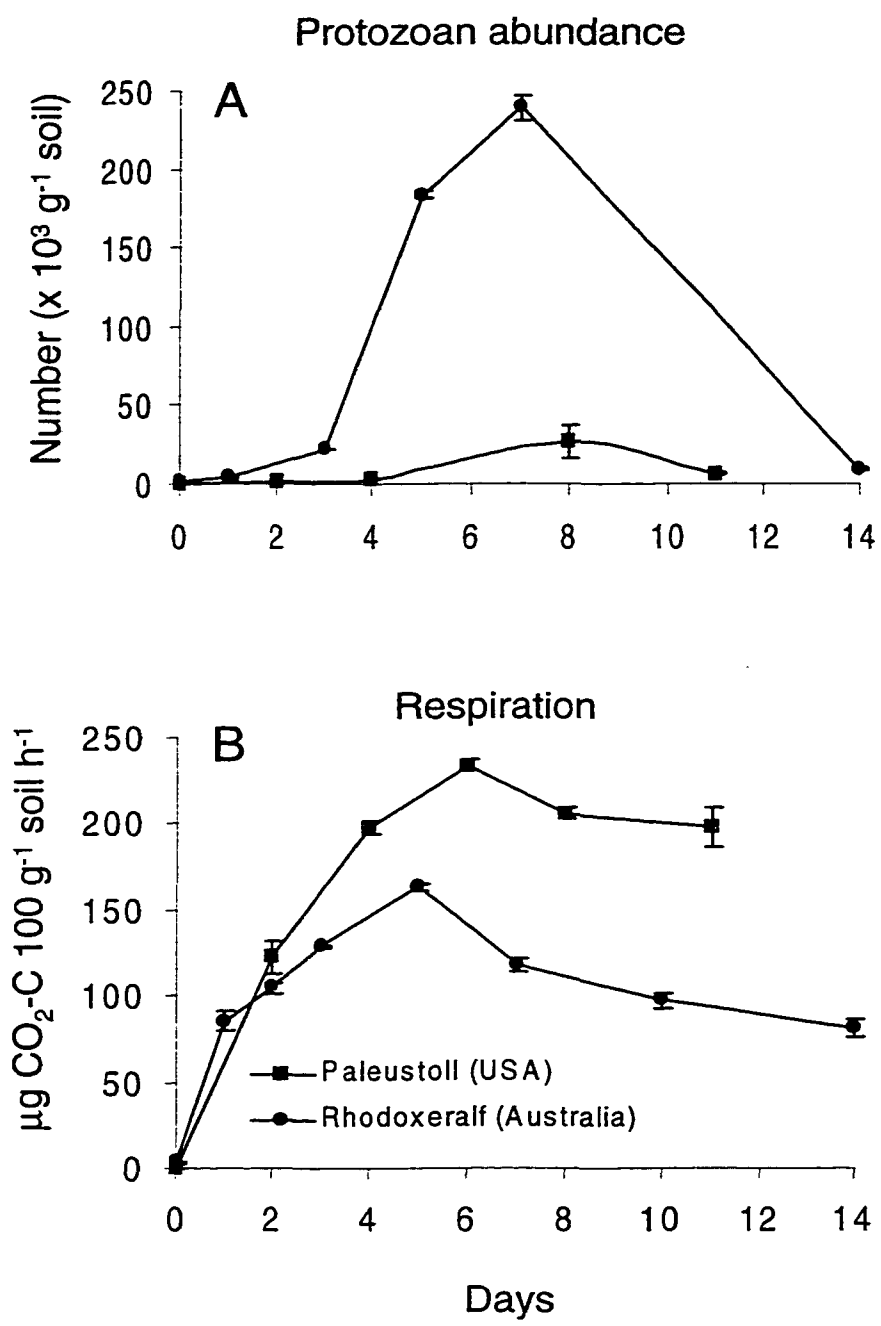 Protozoan abundance
A
Number (x 10³ g⁻¹ soil)
250
200
150
100
50
0
0 2 4 6 8 10 12 14
Respiration
B
µg CO₂-C 100 g⁻¹ soil h⁻¹
250
200
150
100
50
0
Paleustoll (USA)
Rhodoxeralf (Australia)
0 2 4 6 8 10 12 14
Days